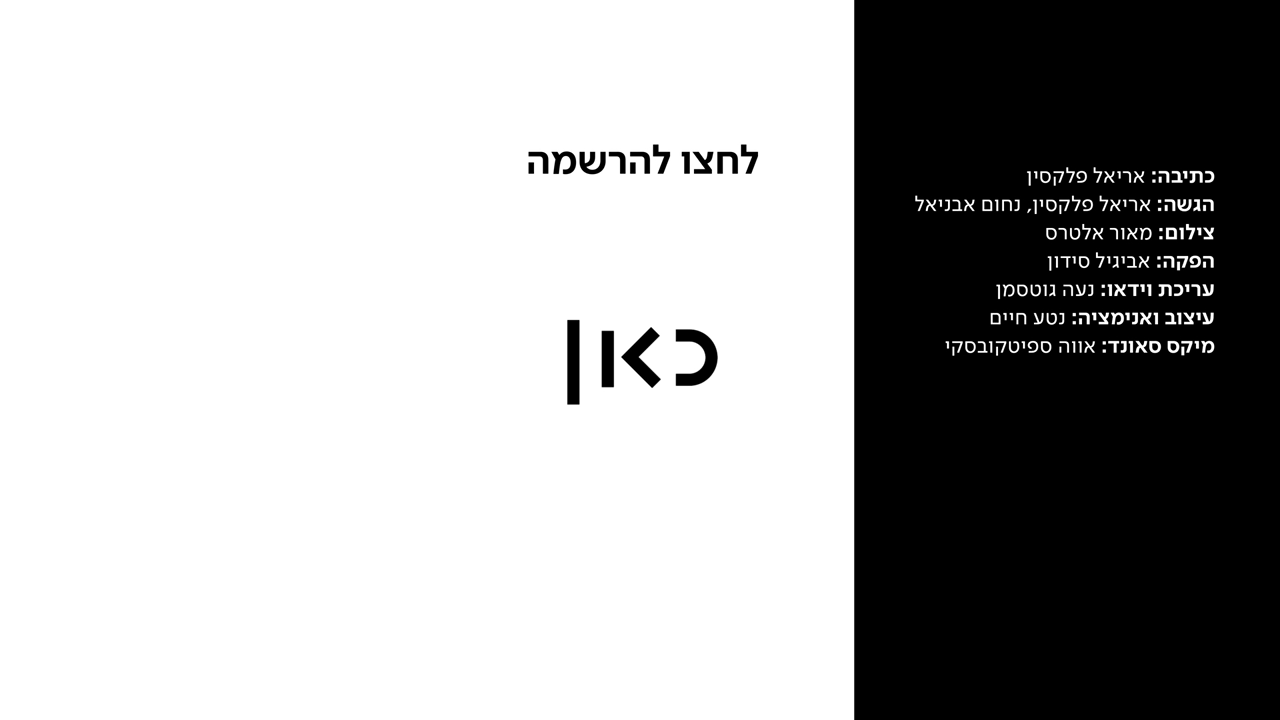 לחצו להרשמה
כאן
כתיבה: אריאל פלקסין
הגשה: אריאל פלקסין, נחום אבניאל
צילום: מאור אלטרס
הפקה: אביגיל סידון
עריכת וידאו: נעה גוטסמן
עיצוב ואנימציה: נטע חיים
מיקס סאונד: אווה ספיטקובסקי